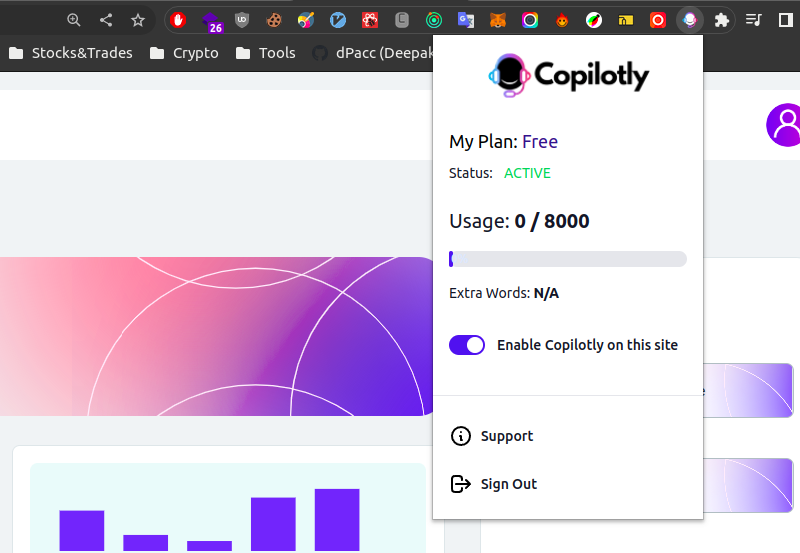 26
UD
Stocks&Trades
Crypto
Tools
dPacc (Deepak
Copilotly
My Plan: Free
Status: ACTIVE
Usage: 0 / 8000
Extra Words: N/A
Enable Copilotly on this site
Support
Sign Out